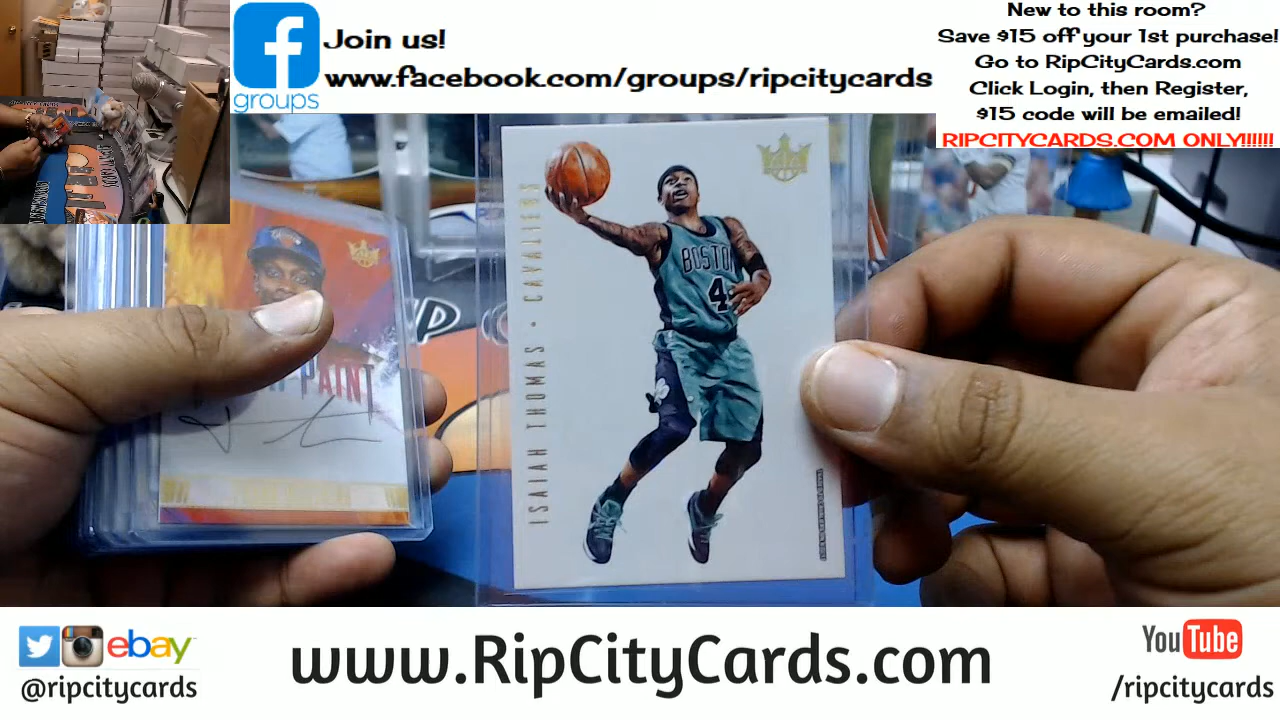 f
groups
Join us!
www.facebook.com/groups/ripcitycards
New to this room?
Save $15 off your 1st purchase!
Go to RipCityCards.com
Click Login, then Register,
$15 code will be emailed!
RIPCITYCARDS.COM ONLY!!!!!!
ISAIAH THOMAS • CAVALIERS
BOSTON
4
PAINT
ebay
@ripcitycards
www.RipCityCards.com
YouTube
/ripcitycards